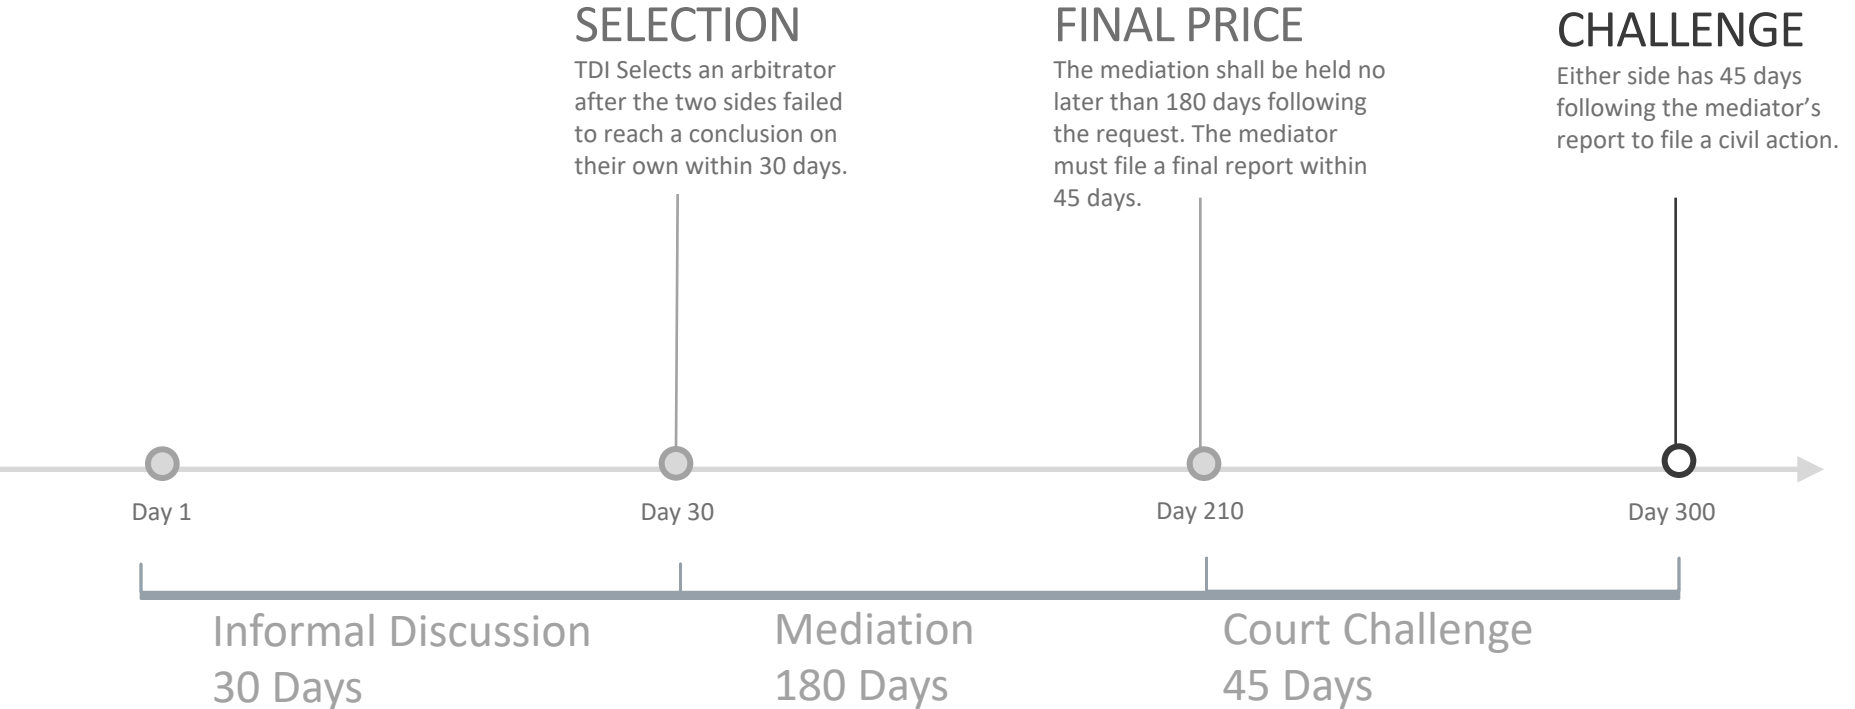 SELECTION
TDI Selects an arbitrator
after the two sides failed
to reach a conclusion on
their own within 30 days.
FINAL PRICE
The mediation shall be held no
later than 180 days following
the request. The mediator
must file a final report within
45 days.
CHALLENGE
Either side has 45 days
following the mediator’s
report to file a civil action.
Day 1
Day 30
Day 210
Day 300
Informal Discussion
30 Days
Mediation
180 Days
Court Challenge
45 Days